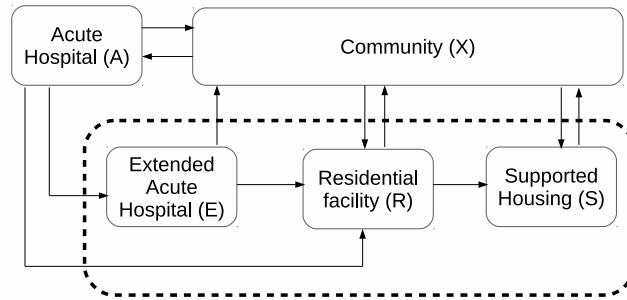 Acute
Hospital (A)
Community (X)
Extended
Acute
Hospital (E)
Residential
facility (R)
Supported
Housing (S)